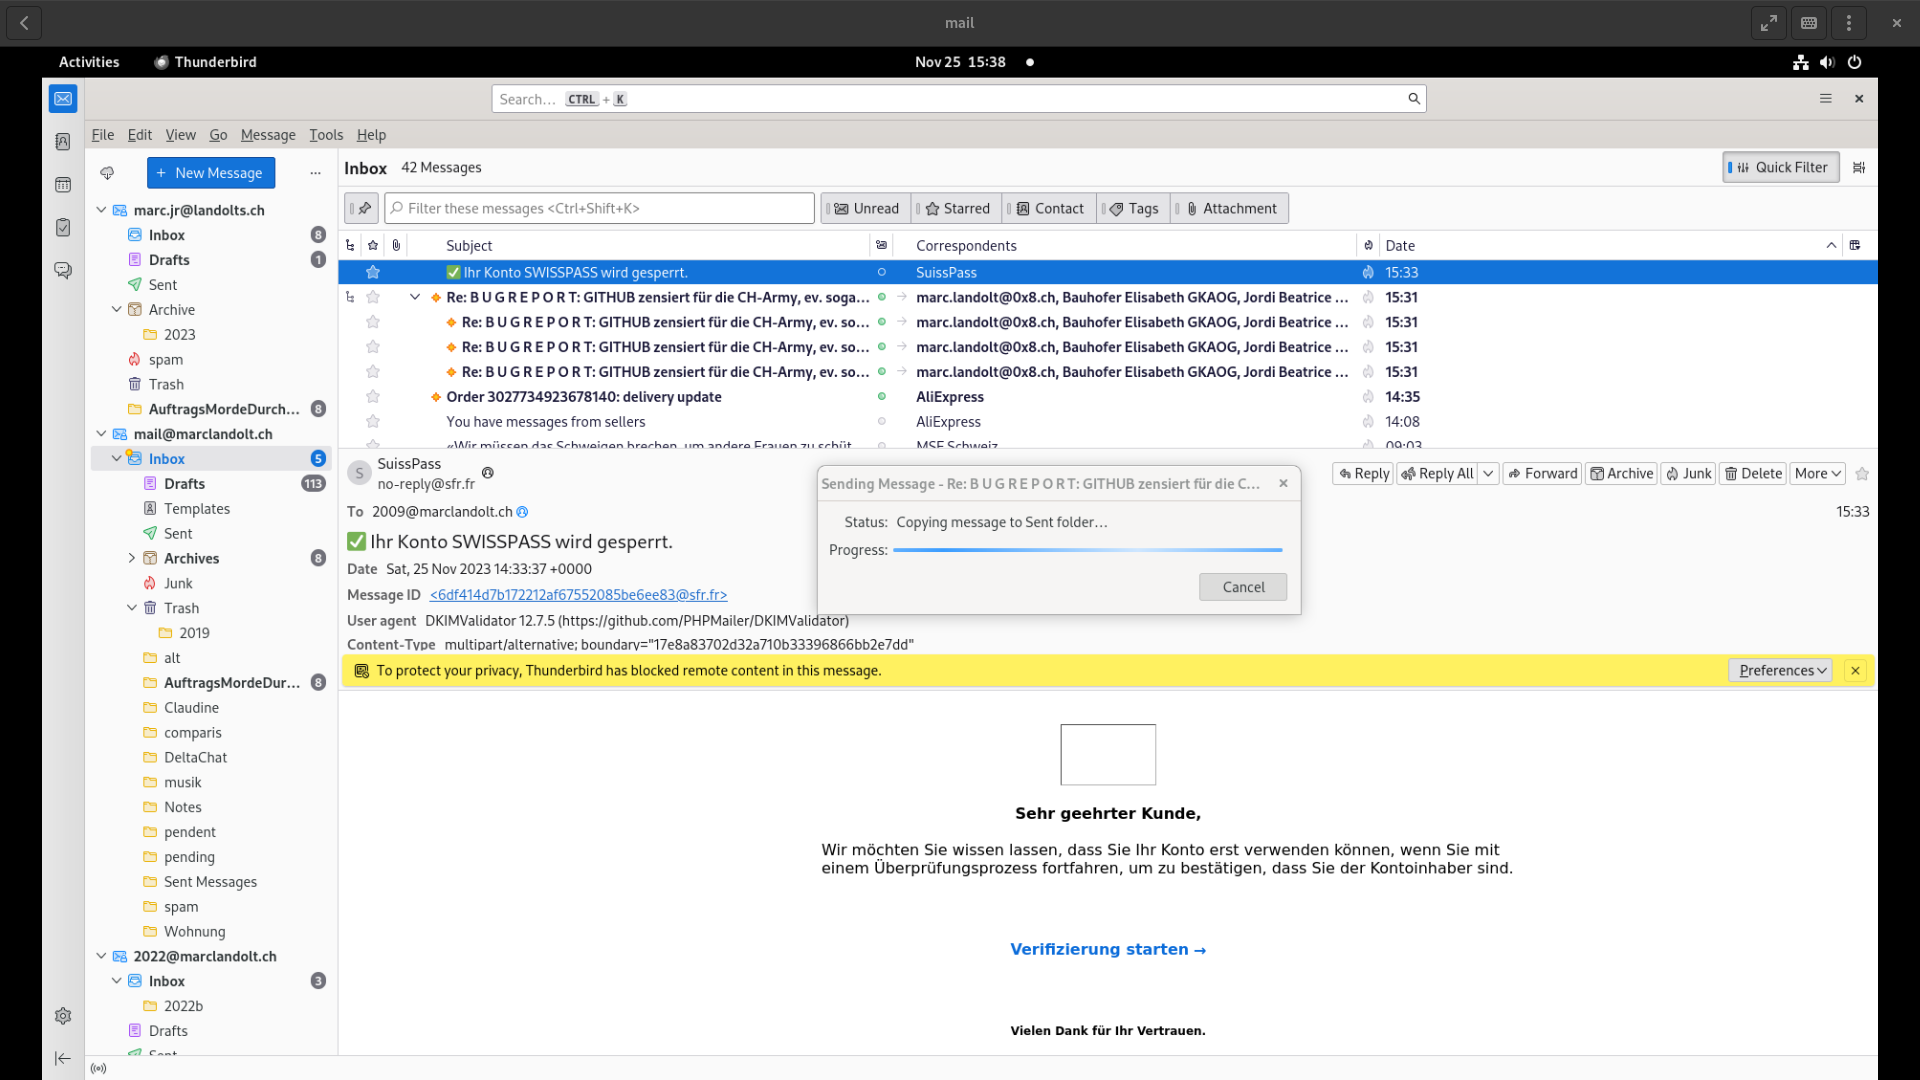 mail
Activities Thunderbird Nov 25 15:38
Search… CTRL + K
File Edit View Go Message Tools Help
+ New Message
Inbox 42 Messages Quick Filter
Filter these messages <Ctrl+Shift+K> Unread Starred Contact Tags Attachment
Subject Correspondents Date
✅ Ihr Konto SWISSPASS wird gesperrt. SuissPass 15:33
Re: B U G R E P O R T: GITHUB zensiert für die CH-Army, ev. soga... marc.landolt@0x8.ch, Bauhofer Elisabeth GKAOG, Jordi Beatrice ... 15:31
Re: B U G R E P O R T: GITHUB zensiert für die CH-Army, ev. so... marc.landolt@0x8.ch, Bauhofer Elisabeth GKAOG, Jordi Beatrice ... 15:31
Re: B U G R E P O R T: GITHUB zensiert für die CH-Army, ev. so... marc.landolt@0x8.ch, Bauhofer Elisabeth GKAOG, Jordi Beatrice ... 15:31
Re: B U G R E P O R T: GITHUB zensiert für die CH-Army, ev. so... marc.landolt@0x8.ch, Bauhofer Elisabeth GKAOG, Jordi Beatrice ... 15:31
Order 3027734923678140: delivery update AliExpress 14:35
You have messages from sellers AliExpress 14:08
«Wir müssen das Schweigen brechen, um andere Frauen zu schüt... MSF Schweiz 09:03
marc.jr@landolts.ch
Inbox 8
Drafts 1
Sent
Archive
2023
spam
Trash
AuftragsMordeDurch... 8
mail@marclandolt.ch
Inbox 5
Drafts 113
Templates
Sent
Archives 8
Junk
Trash
2019
alt
AuftragsMordeDur... 8
Claudine
comparis
DeltaChat
musik
Notes
pendent
pending
Sent Messages
spam
Wohnung
2022@marclandolt.ch
Inbox 3
2022b
Drafts
Sent
S SuissPass
no-reply@sfr.fr
Reply Reply All Forward Archive Junk Delete More
To 2009@marclandolt.ch 15:33
✅ Ihr Konto SWISSPASS wird gesperrt.
Date Sat, 25 Nov 2023 14:33:37 +0000
Message ID <6df414d7b172212af67552085be6ee83@sfr.fr>
User agent DKIMValidator 12.7.5 (https://github.com/PHPMailer/DKIMValidator)
Content-Type multipart/alternative; boundary="17e8a83702d32a710b33396866bb2e7dd"
Sending Message - Re: B U G R E P O R T: GITHUB zensiert für die C...
Status: Copying message to Sent folder…
Progress:
Cancel
To protect your privacy, Thunderbird has blocked remote content in this message. Preferences
Sehr geehrter Kunde,
Wir möchten Sie wissen lassen, dass Sie Ihr Konto erst verwenden können, wenn Sie mit
einem Überprüfungsprozess fortfahren, um zu bestätigen, dass Sie der Kontoinhaber sind.
Verifizierung starten →
Vielen Dank für Ihr Vertrauen.